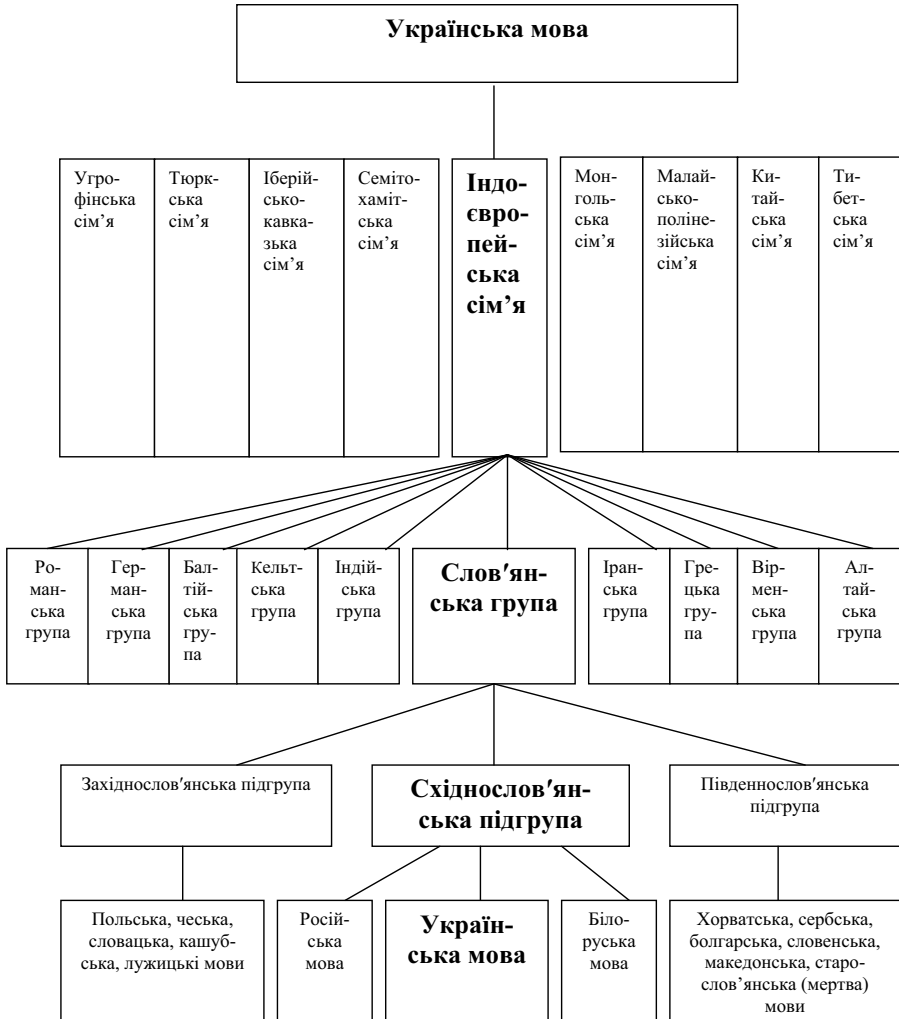 Українська мова
Угро-
фінська
сім’я
Тюрк-
ська
сім’я
Іберій-
сько-
кавка-
зька
сім’я
Семіто-
хаміт-
ська
сім’я
Індо-
євро-
пей-
ська
сім’я
Мон-
голь-
ська
сім’я
Малай-
сько-
поліне-
зійська
сім’я
Ки-
тай-
ська
сім’я
Ти-
бет-
ська
сім’я
Ро-
ман-
ська
група
Гер-
ман-
ська
група
Бал-
тій-
ська
гру-
па
Кельт-
ська
група
Індій-
ська
група
Слов′ян-
ська група
Іран-
ська
група
Гре-
цька
гру-
па
Вір-
мен-
ська
група
Ал-
тай-
ська
група
Західнослов′янська підгрупа
Східнослов′ян-
ська підгрупа
Південнослов′янська
підгрупа
Польська, чеська,
словацька, кашуб-
ська, лужицькі мови
Росій-
ська
мова
Україн-
ська мова
Біло-
руська
мова
Хорватська, сербська,
болгарська, словенська,
македонська, старо-
слов’янська (мертва)
мови